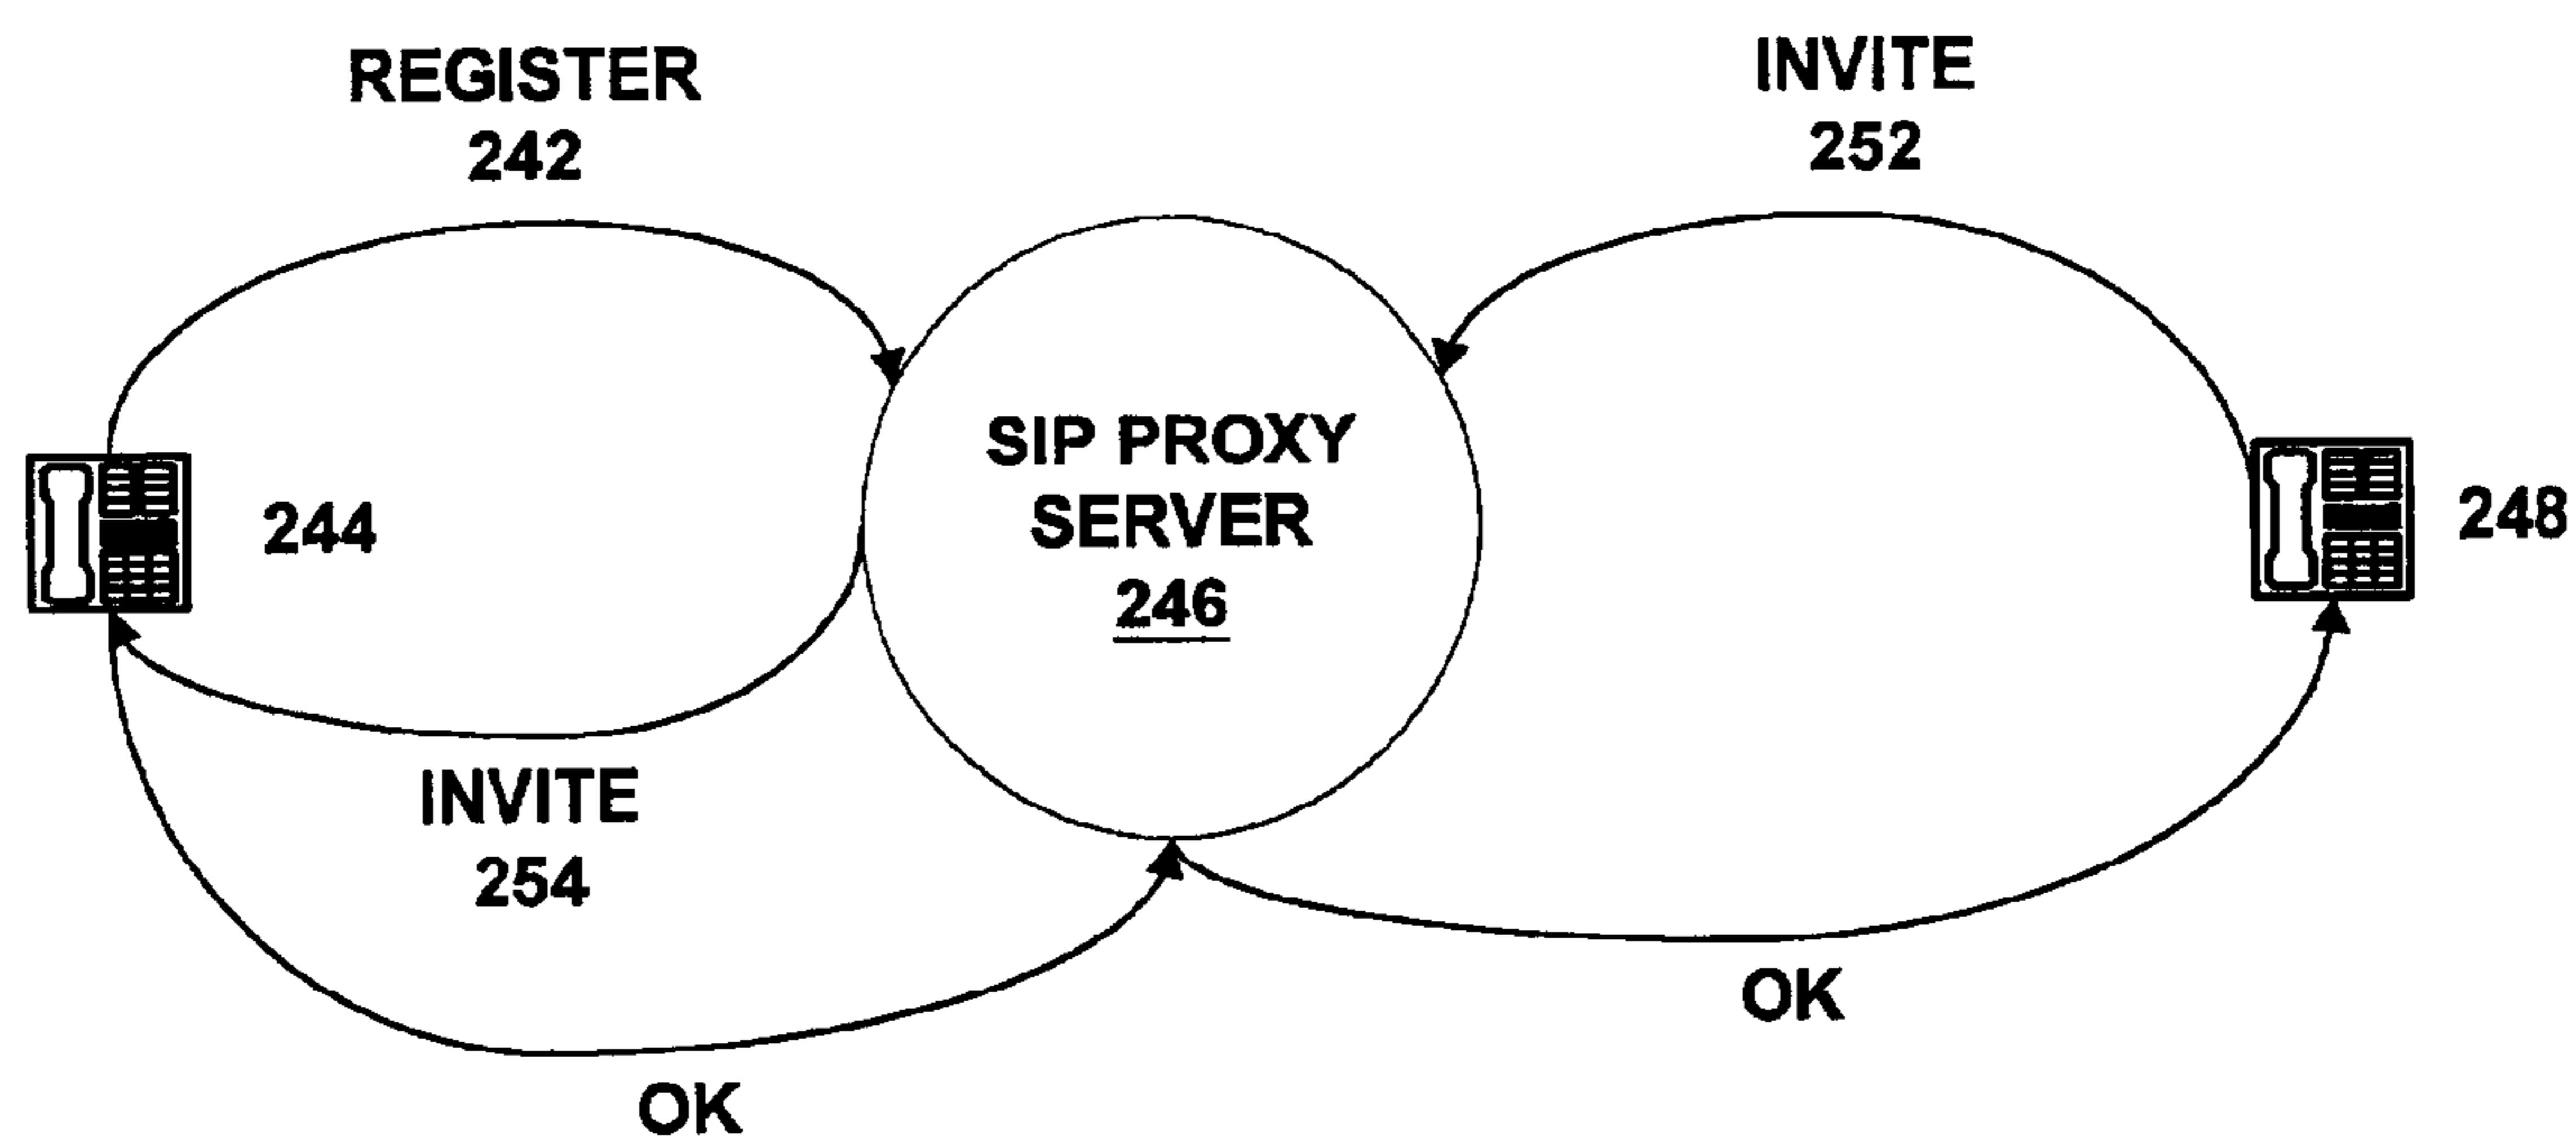 REGISTER
242
INVITE
252
SIP PROXY
SERVER
246
244
248
INVITE
254
OK
OK